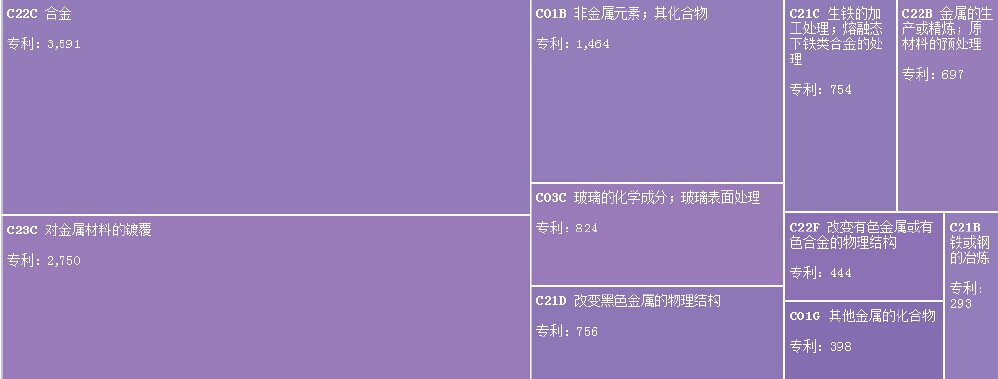 C22C 合金
专利: 3,591
C23C 对金属材料的镀覆
专利: 2,750
C01B 非金属元素; 其化合物
专利: 1,464
C03C 玻璃的化学成分; 玻璃表面处理
专利: 824
C21D 改变黑色金属的物理结构
专利: 756
C21C 生铁的加
工处理; 熔融态
下铁类合金的处
理
专利: 754
C22B 金属的生
产或精炼; 原
材料的预处理
专利: 697
C22F 改变有色金属或有
色合金的物理结构
专利: 444
C01G 其他金属的化合物
专利: 398
C21B
铁或钢
的冶炼
专利:
293